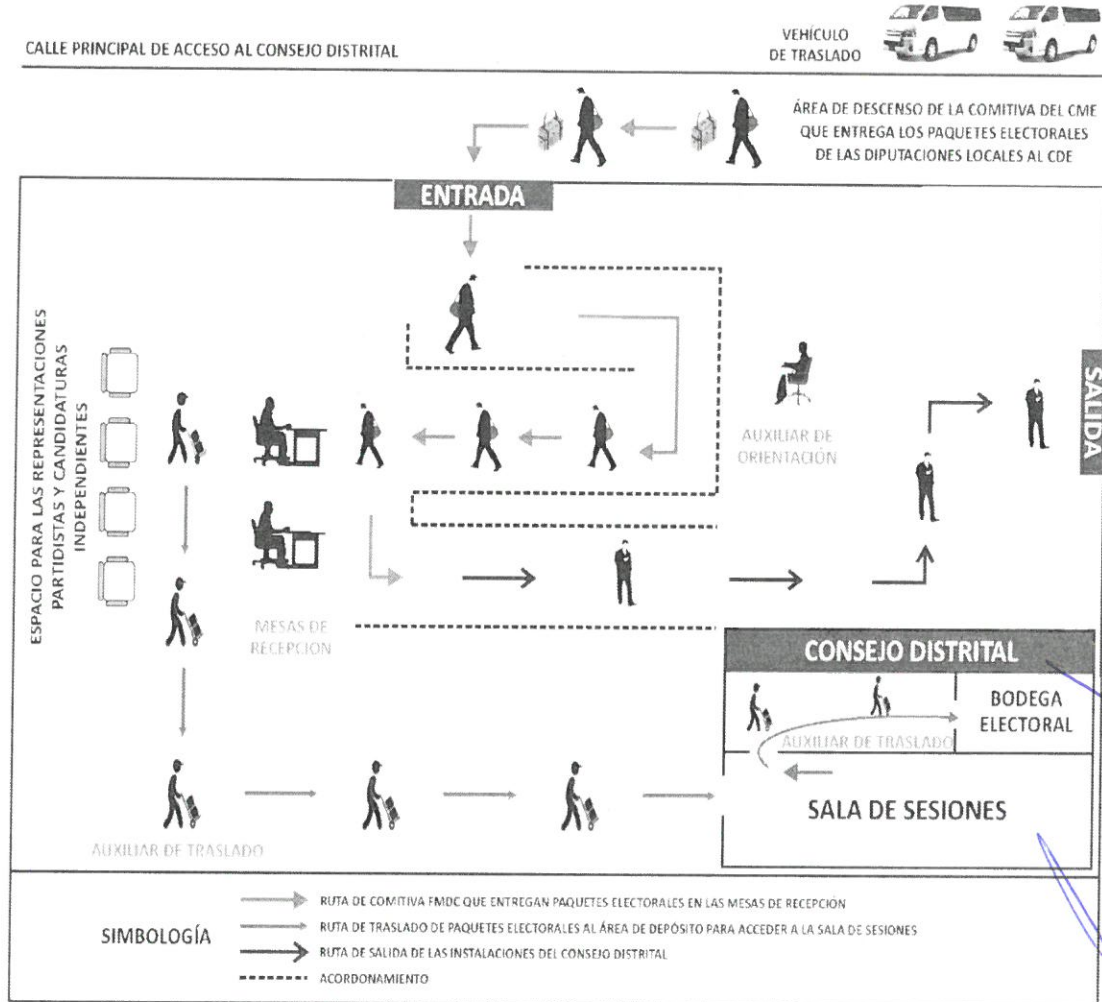 CALLE PRINCIPAL DE ACCESO AL CONSEJO DISTRITAL
VEHÍCULO
DE TRASLADO
ÁREA DE DESCENSO DE LA COMITIVA DEL CME
QUE ENTREGA LOS PAQUETES ELECTORALES
DE LAS DIPUTACIONES LOCALES AL CDE
ENTRADA
ESPACIO PARA LAS REPRESENTACIONES
PARTIDISTAS Y CANDIDATURAS
INDEPENDIENTES
AUXILIAR DE
ORIENTACIÓN
SALIDA
MESAS DE
RECEPCIÓN
CONSEJO DISTRITAL
BODEGA
ELECTORAL
AUXILIAR DE TRASLADO
SALA DE SESIONES
AUXILIAR DE TRASLADO
SIMBOLOGÍA
RUTA DE COMITIVA FMDC QUE ENTREGAN PAQUETES ELECTORALES EN LAS MESAS DE RECEPCIÓN
RUTA DE TRASLADO DE PAQUETES ELECTORALES AL ÁREA DE DEPÓSITO PARA ACCEDER A LA SALA DE SESIONES
RUTA DE SALIDA DE LAS INSTALACIONES DEL CONSEJO DISTRITAL
ACORDONAMIENTO